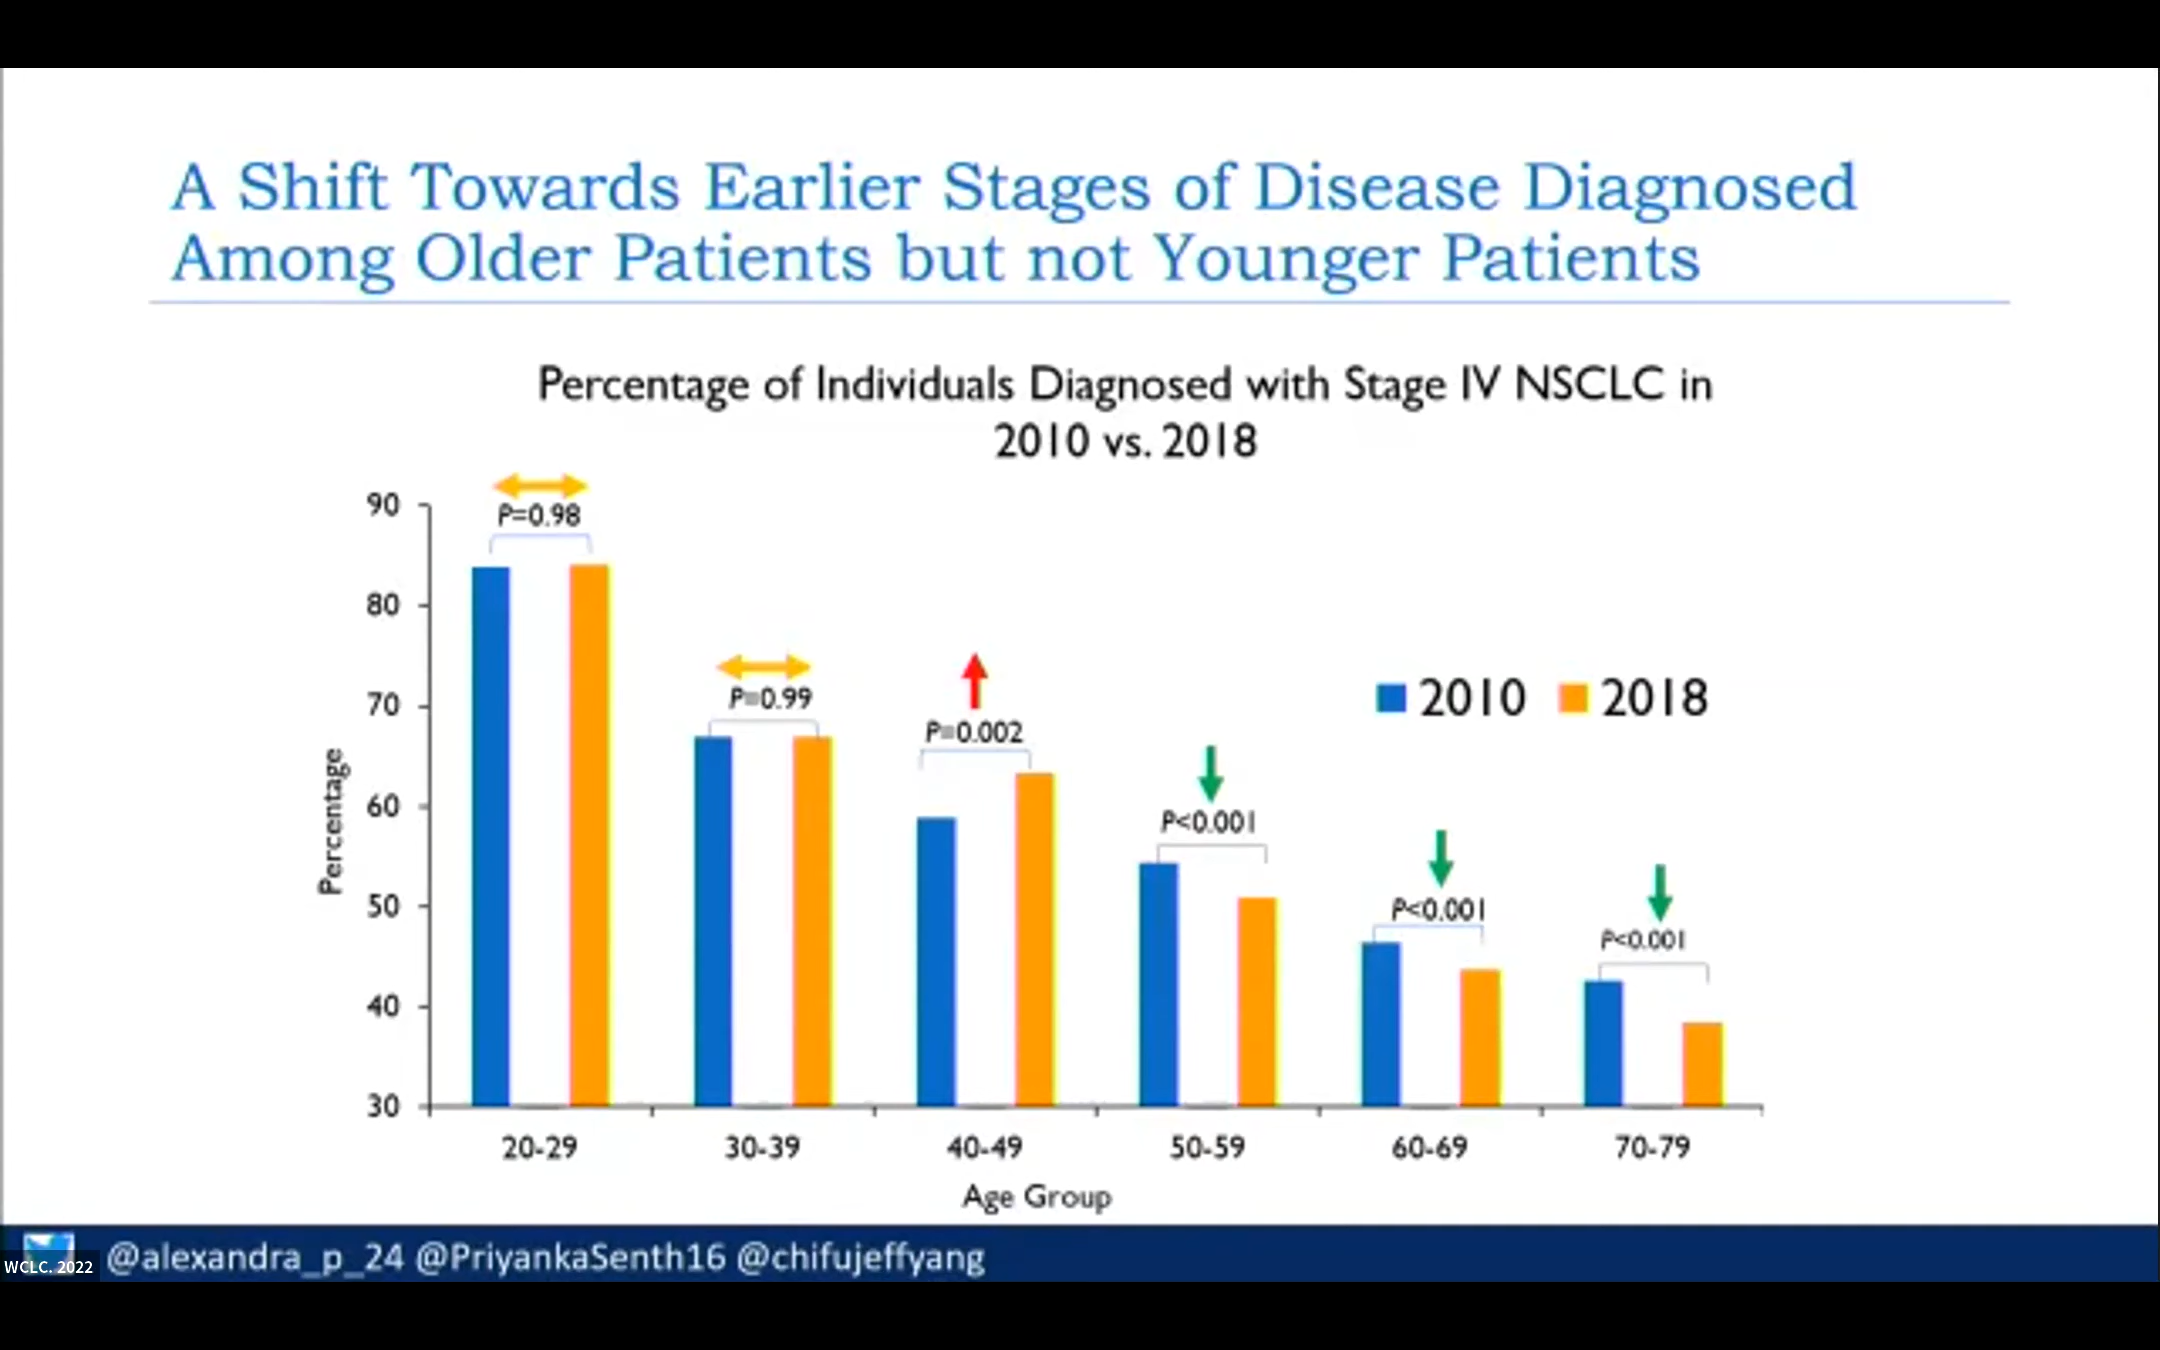 A Shift Towards Earlier Stages of Disease Diagnosed
Among Older Patients but not Younger Patients
Percentage of Individuals Diagnosed with Stage IV NSCLC in
2010 vs. 2018
90
80
70
60
50
40
30
Percentage
P=0.98
P=0.99
P=0.002
P<0.001
P<0.001
P<0.001
2010 2018
20-29 30-39 40-49 50-59 60-69 70-79
Age Group
@alexandra_p_24 @PriyankaSenth16 @chifujeffyang
WCLC. 2022